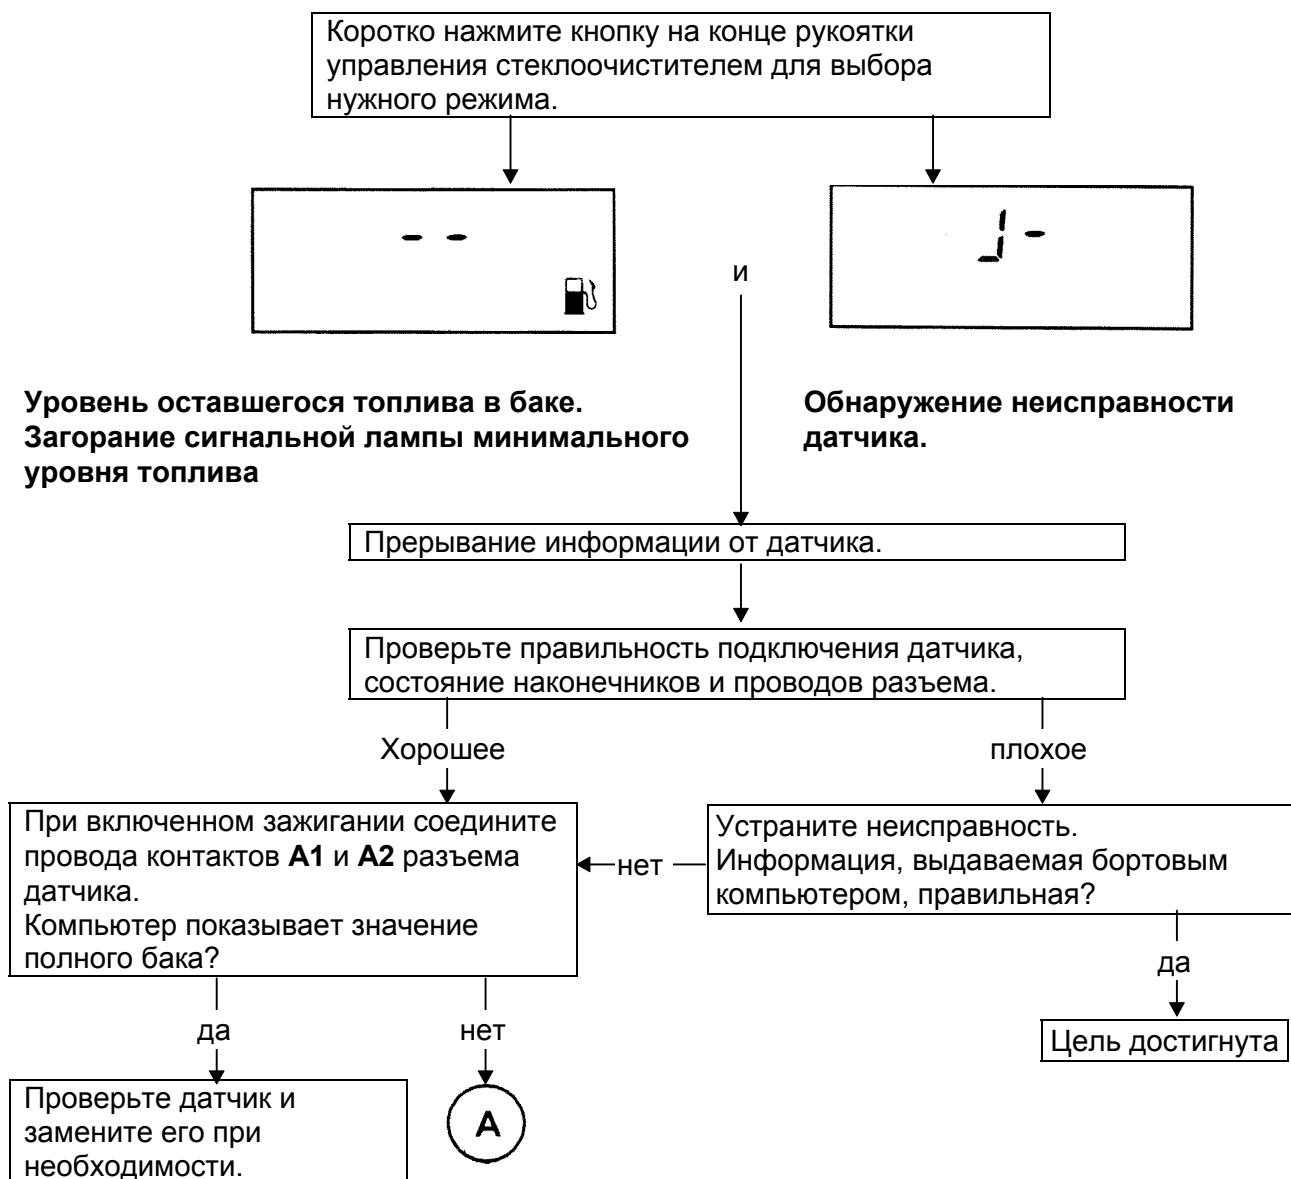 Коротко нажмите кнопку на конце рукоятки
управления стеклоочистителем для выбора
нужного режима.
- -
-
и
Уровень оставшегося топлива в баке.
Загорание сигнальной лампы минимального
уровня топлива
Обнаружение неисправности
датчика.
Прерывание информации от датчика.
Проверьте правильность подключения датчика,
состояние наконечников и проводов разъема.
Хорошее
плохое
При включенном зажигании соедините
провода контактов А1 и А2 разъема
датчика.
Компьютер показывает значение
полного бака?
нет
Устраните неисправность.
Информация, выдаваемая бортовым
компьютером, правильная?
да
нет
да
Цель достигнута
Проверьте датчик и
замените его при
необходимости.
А